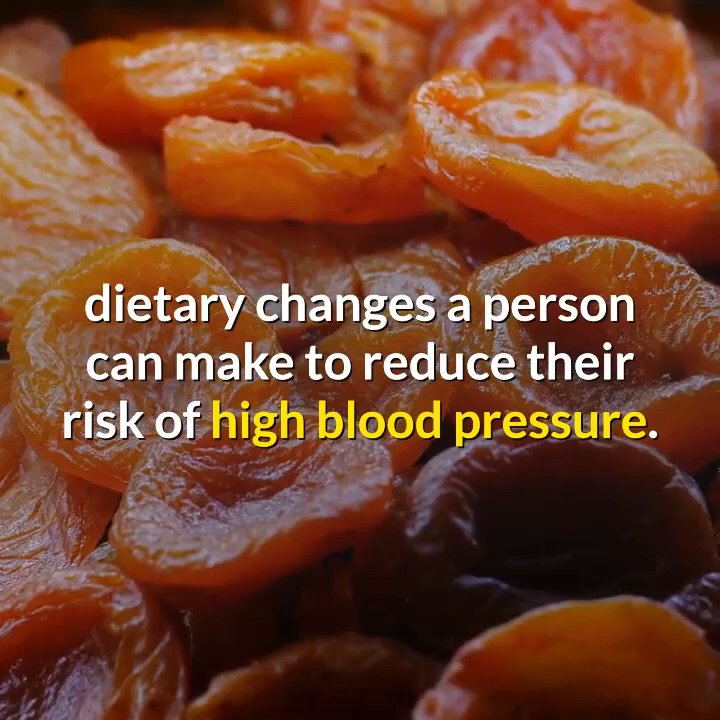 dietary changes a person
can make to reduce their
risk of high blood pressure.